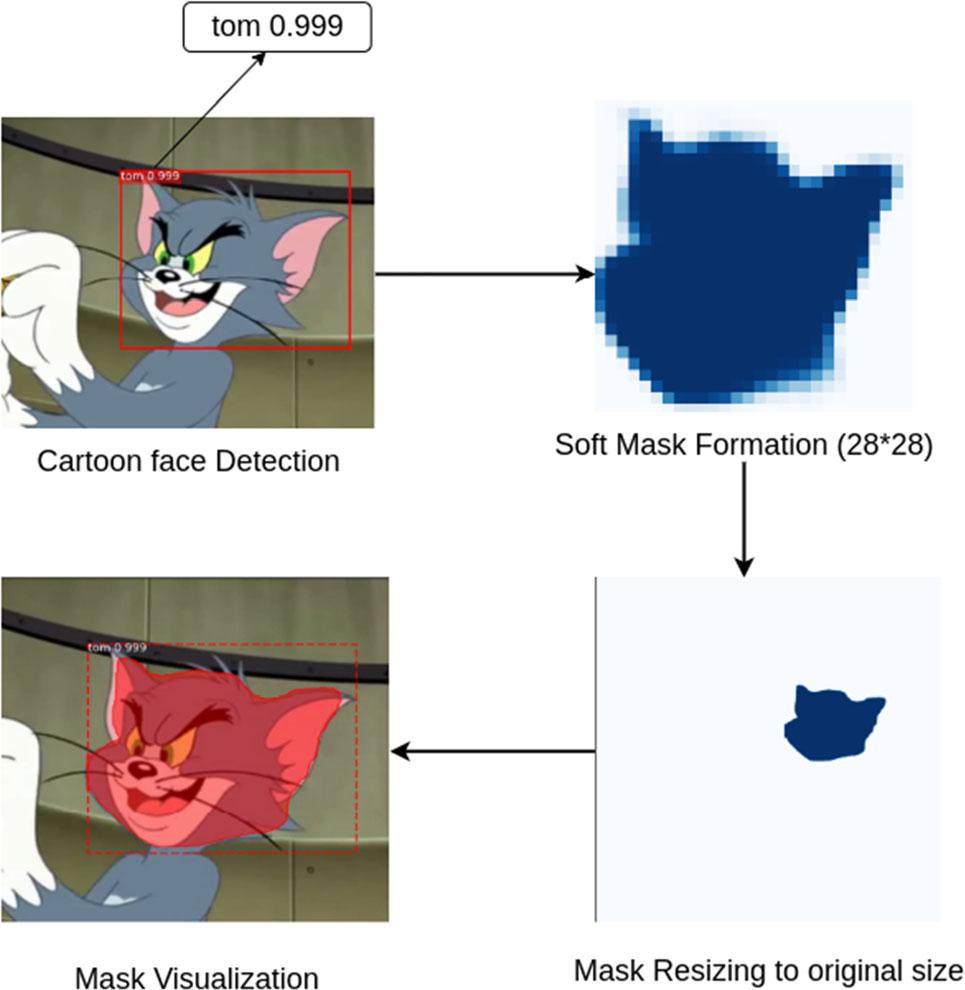 tom 0.999
tom 0.999
Cartoon face Detection
Soft Mask Formation (28*28)
tom 0.999
Mask Visualization
Mask Resizing to original size